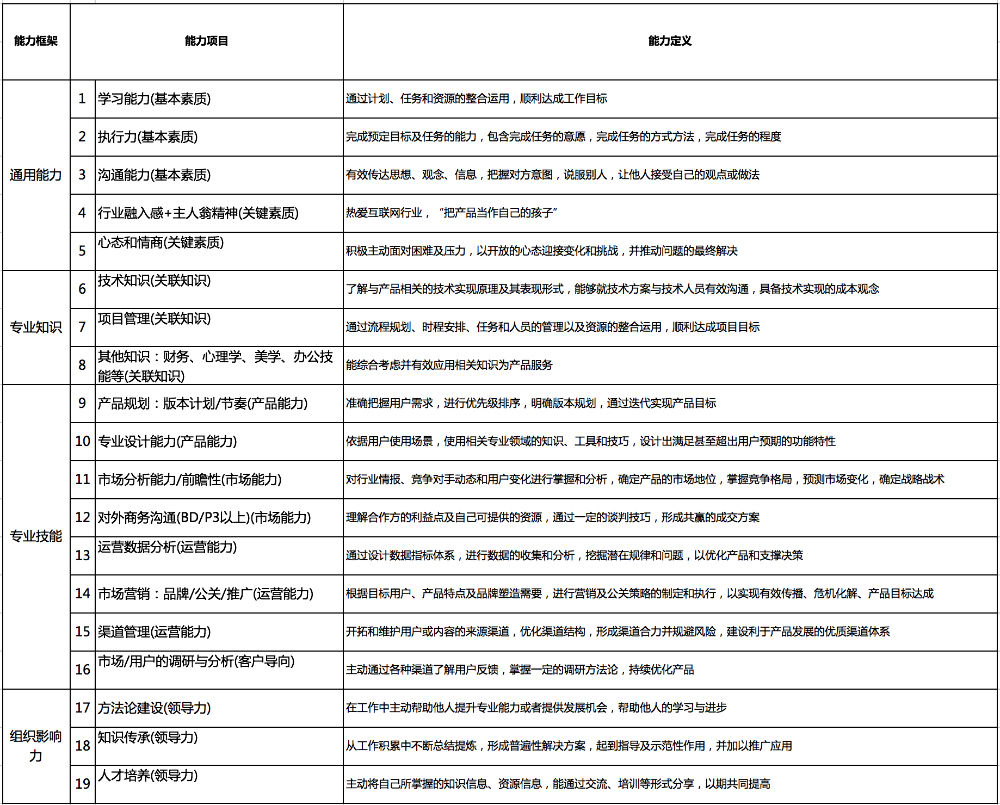 能力框架 能力项目 能力定义
通用能力
1 学习能力(基本素质) 通过计划、任务和资源的整合运用，顺利达成工作目标
2 执行力(基本素质) 完成预定目标及任务的能力，包含完成任务的意愿，完成任务的方式方法，完成任务的程度
3 沟通能力(基本素质) 有效传达思想、观念、信息，把握对方意图，说服别人，让他人接受自己的观点或做法
4 行业融入感+主人翁精神(关键素质) 热爱互联网行业，“把产品当作自己的孩子”
5 心态和情商(关键素质) 积极主动面对困难及压力，以开放的心态迎接变化和挑战，并推动问题的最终解决
专业知识
6 技术知识(关联知识) 了解与产品相关的技术实现原理及其表现形式，能够就技术方案与技术人员有效沟通，具备技术实现的成本观念
7 项目管理(关联知识) 通过流程规划、时程安排、任务和人员的管理以及资源的整合运用，顺利达成项目目标
8 其他知识：财务、心理学、美学、办公技
能等(关联知识) 能综合考虑并有效应用相关知识为产品服务
专业技能
9 产品规划：版本计划/节奏(产品能力) 准确把握用户需求，进行优先级排序，明确版本规划，通过迭代实现产品目标
10 专业设计能力(产品能力) 依据用户使用场景，使用相关专业领域的知识、工具和技巧，设计出满足甚至超出用户预期的功能特性
11 市场分析能力/前瞻性(市场能力) 对行业情报、竞争对手动态和用户变化进行掌握和分析，确定产品的市场地位，掌握竞争格局，预测市场变化，确定战略战术
12 对外商务沟通(BD/P3以上)(市场能力) 理解合作方的利益点及自己可提供的资源，通过一定的谈判技巧，形成共赢的成交方案
13 运营数据分析(运营能力) 通过设计数据指标体系，进行数据的收集和分析，挖掘潜在规律和问题，以优化产品和支撑决策
14 市场营销：品牌/公关/推广(运营能力) 根据目标用户、产品特点及品牌塑造需要，进行营销及公关策略的制定和执行，以实现有效传播、危机化解、产品目标达成
15 渠道管理(运营能力) 开拓和维护用户或内容的来源渠道，优化渠道结构，形成渠道合力并规避风险，建设利于产品发展的优质渠道体系
16 市场/用户的调研与分析(客户导向) 主动通过各种渠道了解用户反馈，掌握一定的调研方法论，持续优化产品
组织影响
力
17 方法论建设(领导力) 在工作中主动帮助他人提升专业能力或者提供发展机会，帮助他人的学习与进步
18 知识传承(领导力) 从工作积累中不断总结提炼，形成普遍性解决方案，起到指导及示范性作用，并加以推广应用
19 人才培养(领导力) 主动将自己所掌握的知识信息、资源信息，能通过交流、培训等形式分享，以期共同提高